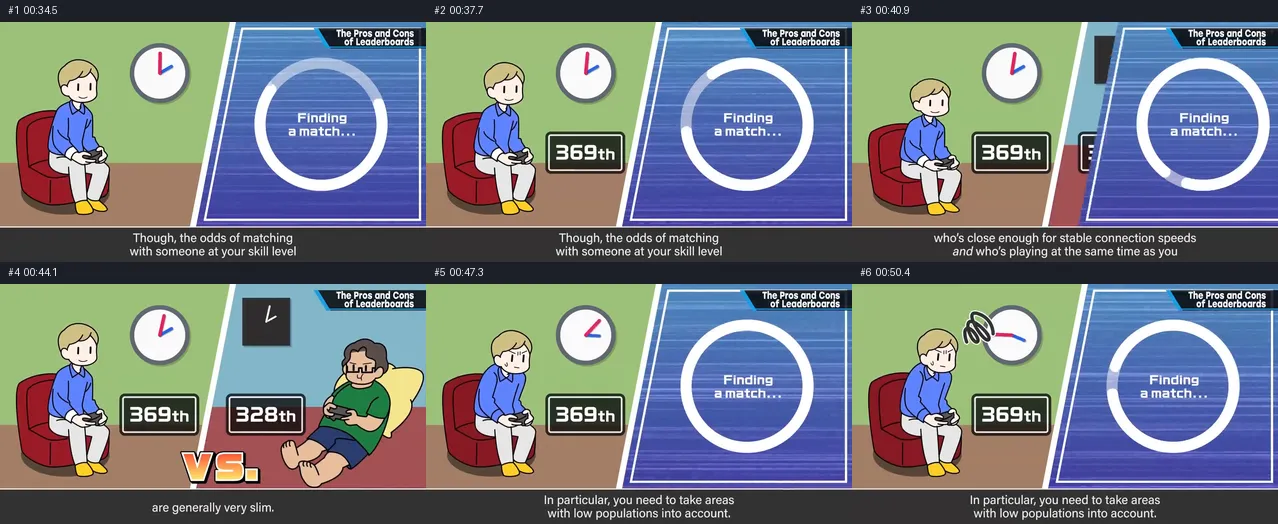 #1 00:34.5
The Pros and Cons
of Leaderboards
Finding
a match...
Though, the odds of matching
with someone at your skill level
#2 00:37.7
The Pros and Cons
of Leaderboards
369th
Finding
a match...
Though, the odds of matching
with someone at your skill level
#3 00:40.9
The Pros and Cons
of Leaderboards
369th
3
Finding
a match...
who's close enough for stable connection speeds
and who's playing at the same time as you
#4 00:44.1
The Pros and Cons
of Leaderboards
369th
328th
VS.
are generally very slim.
#5 00:47.3
The Pros and Cons
of Leaderboards
369th
Finding
a match...
In particular, you need to take areas
with low populations into account.
#6 00:50.4
The Pros and Cons
of Leaderboards
369th
Finding
a match...
In particular, you need to take areas
with low populations into account.